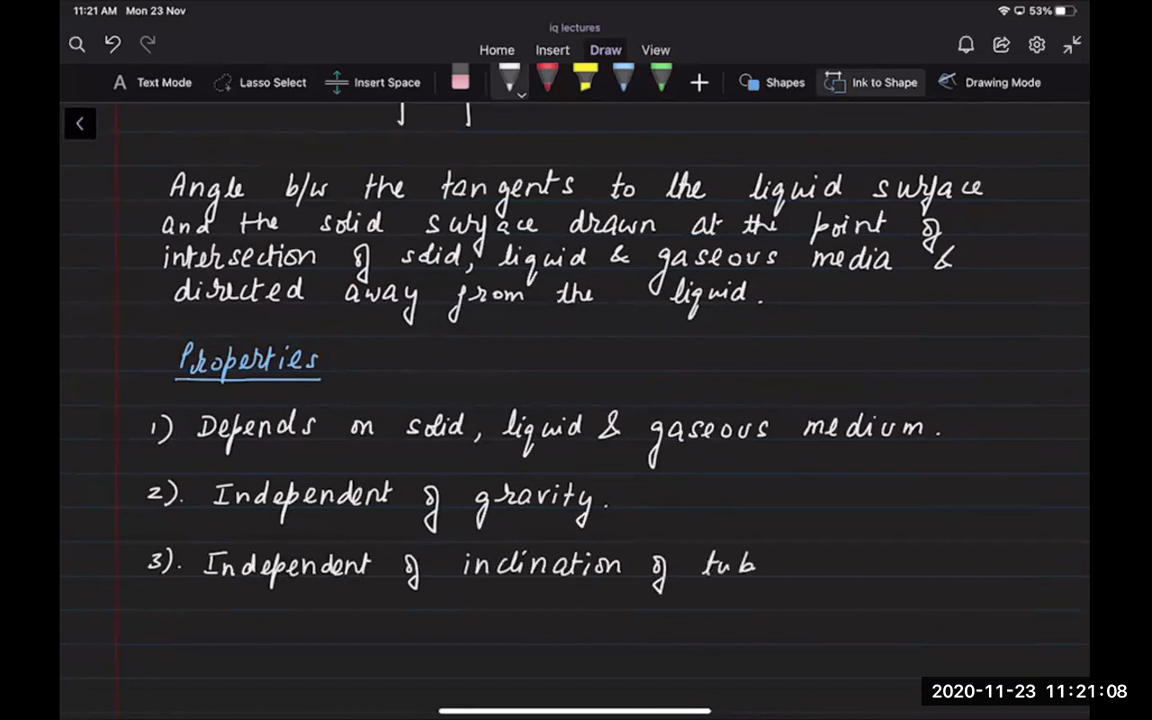 11:21 AM Mon 23 Nov
53%
iq lectures
Home Insert Draw View
Text Mode Lasso Select Insert Space Shapes Ink to Shape Drawing Mode
Angle b/w the tangents to the liquid surface
and the solid surface drawn at the point of
intersection of solid, liquid & gaseous media &
directed away from the liquid.
Properties
1) Depends on solid, liquid & gaseous medium.
2). Independent of gravity.
3). Independent of inclination of tub
2020-11-23 11:21:08